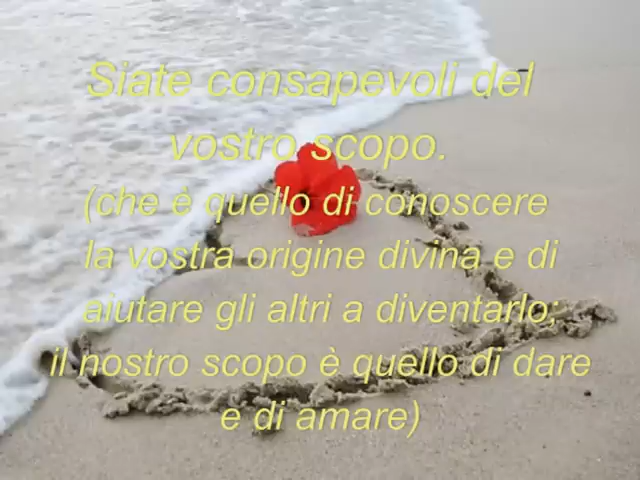 Siate consapevoli del
vostro scopo.
(che è quello di conoscere
la vostra origine divina e di
aiutare gli altri a diventarlo;
il nostro scopo è quello di dare
e di amare)